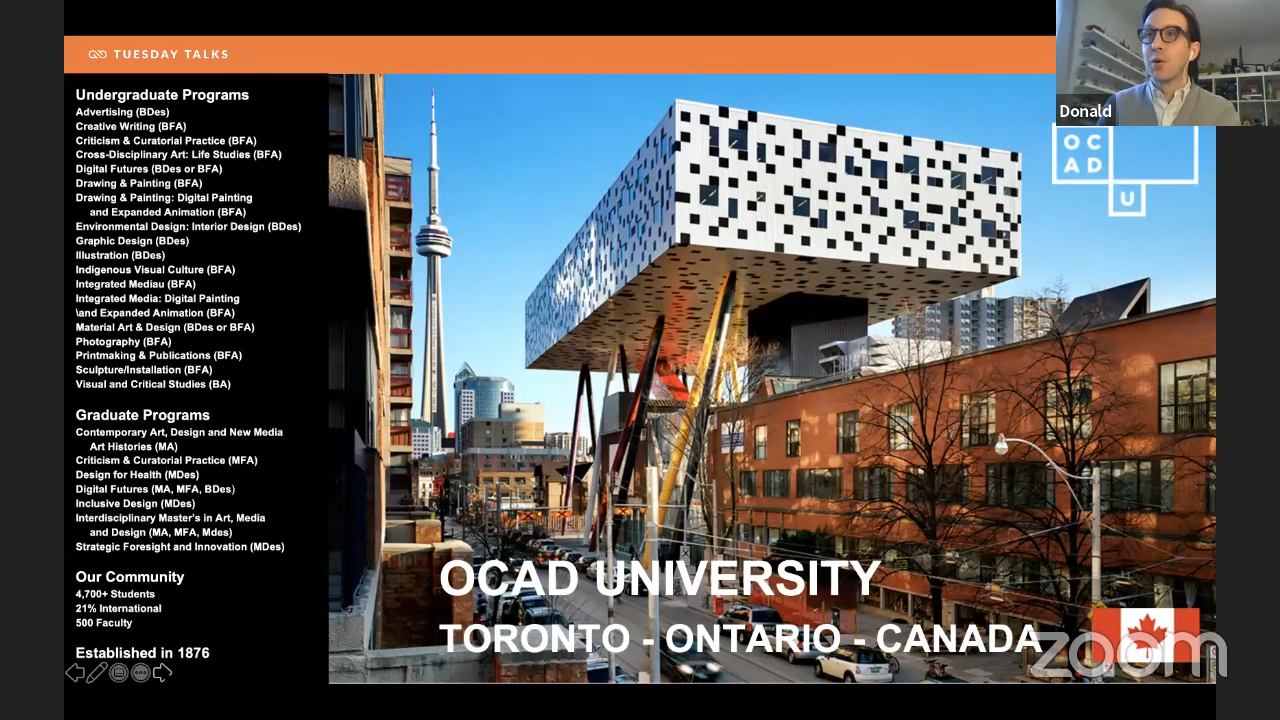 TUESDAY TALKS
Donald
Undergraduate Programs
Advertising (BDes)
Creative Writing (BFA)
Criticism & Curatorial Practice (BFA)
Cross-Disciplinary Art: Life Studies (BFA)
Digital Futures (BDes or BFA)
Drawing & Painting (BFA)
Drawing & Painting: Digital Painting
and Expanded Animation (BFA)
Environmental Design: Interior Design (BDes)
Graphic Design (BDes)
Illustration (BDes)
Indigenous Visual Culture (BFA)
Integrated Mediau (BFA)
Integrated Media: Digital Painting
\and Expanded Animation (BFA)
Material Art & Design (BDes or BFA)
Photography (BFA)
Printmaking & Publications (BFA)
Sculpture/Installation (BFA)
Visual and Critical Studies (BA)
Graduate Programs
Contemporary Art, Design and New Media
Art Histories (MA)
Criticism & Curatorial Practice (MFA)
Design for Health (MDes)
Digital Futures (MA, MFA, BDes)
Inclusive Design (MDes)
Interdisciplinary Master's in Art, Media
and Design (MA, MFA, Mdes)
Strategic Foresight and Innovation (MDes)
Our Community
4,700+ Students
21% International
500 Faculty
Established in 1876
OC
AD
U
OCAD UNIVERSITY
TORONTO - ONTARIO - CANADA
zoom